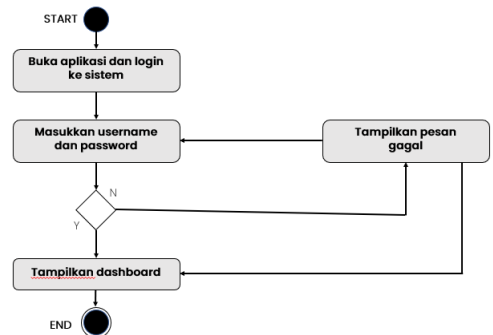 START
Buka aplikasi dan login
ke sistem
Masukkan username
dan password
Tampilkan pesan
gagal
N
Y
Tampilkan dashboard
END